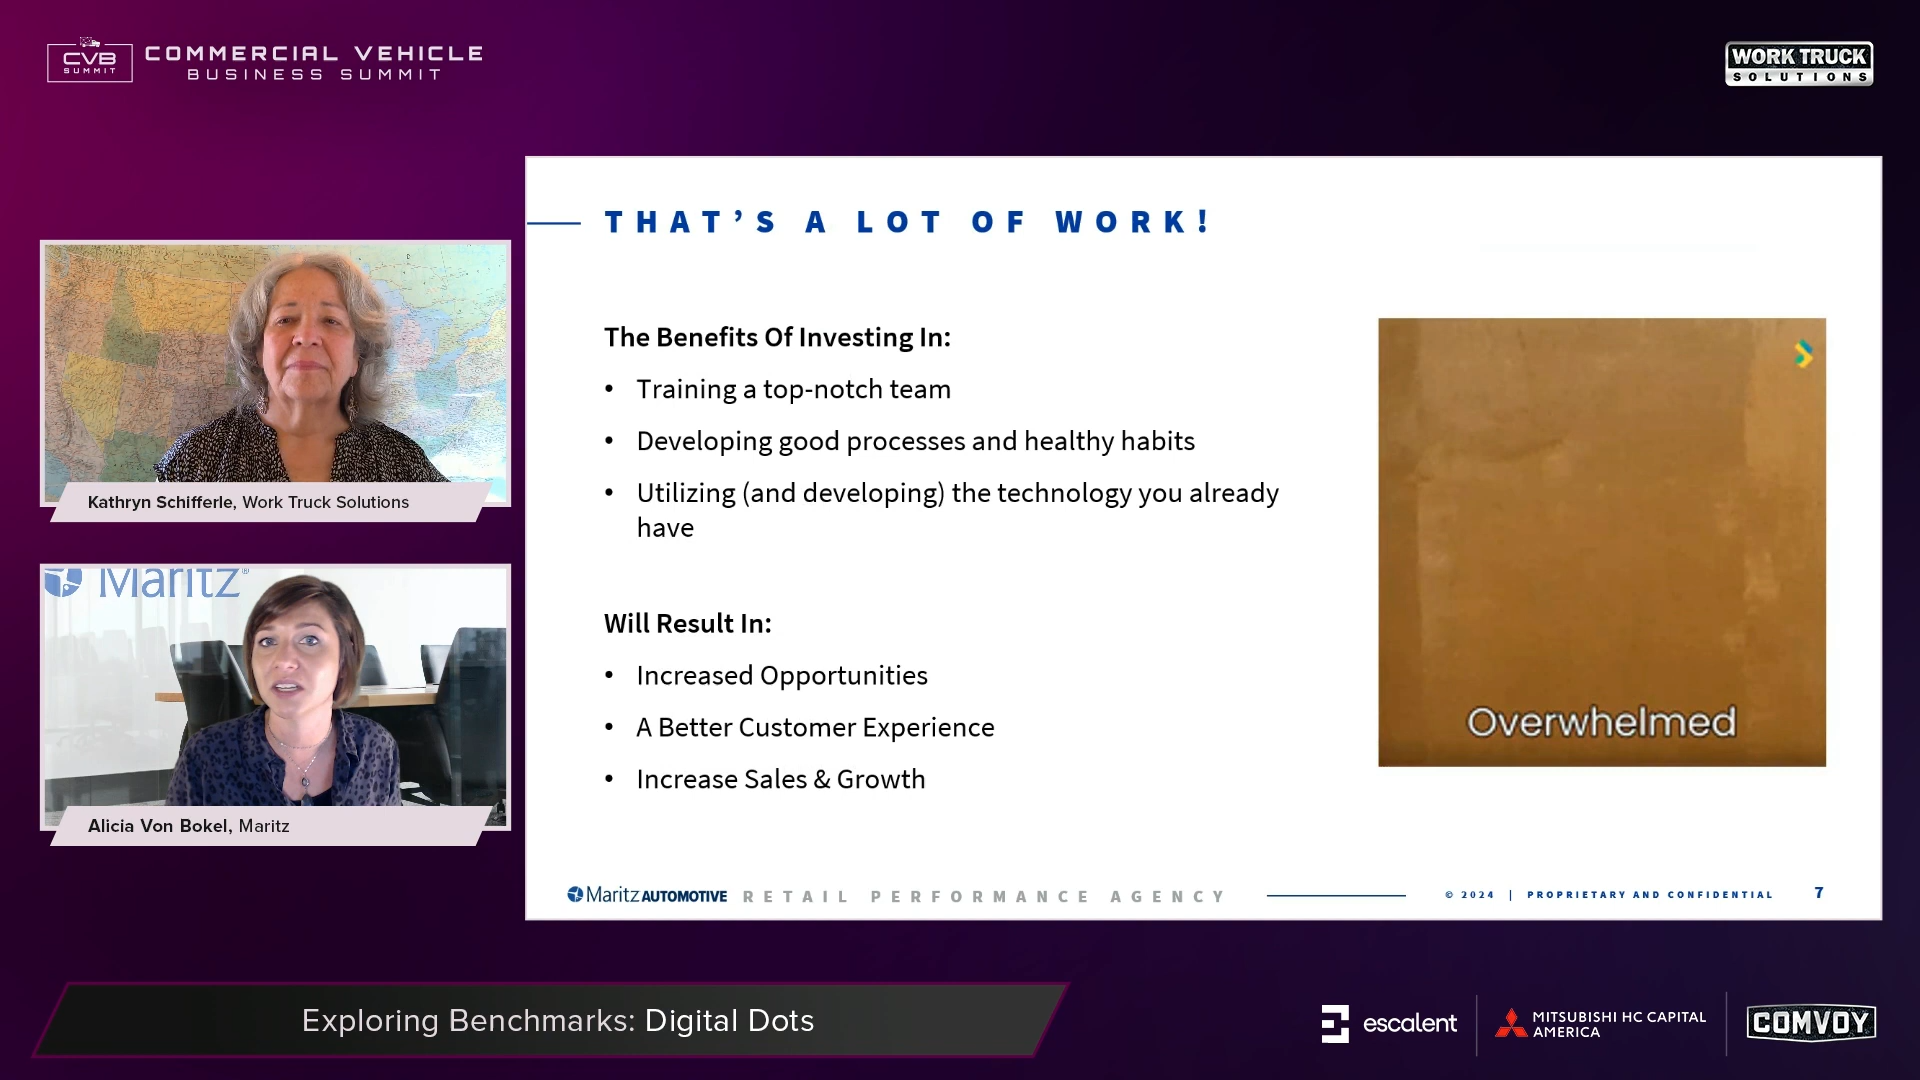 CVB
SUMMIT
COMMERCIAL VEHICLE
BUSINESS SUMMIT
WORK TRUCK
SOLUTIONS
Kathryn Schifferle, Work Truck Solutions
Maritz®
Alicia Von Bokel, Maritz
THAT’S A LOT OF WORK!
The Benefits Of Investing In:
• Training a top-notch team
• Developing good processes and healthy habits
• Utilizing (and developing) the technology you already
have
Will Result In:
• Increased Opportunities
• A Better Customer Experience
• Increase Sales & Growth
Overwhelmed
Maritz AUTOMOTIVE RETAIL PERFORMANCE AGENCY
© 2024 | PROPRIETARY AND CONFIDENTIAL 7
Exploring Benchmarks: Digital Dots
escalent
MITSUBISHI HC CAPITAL
AMERICA
COMVOY